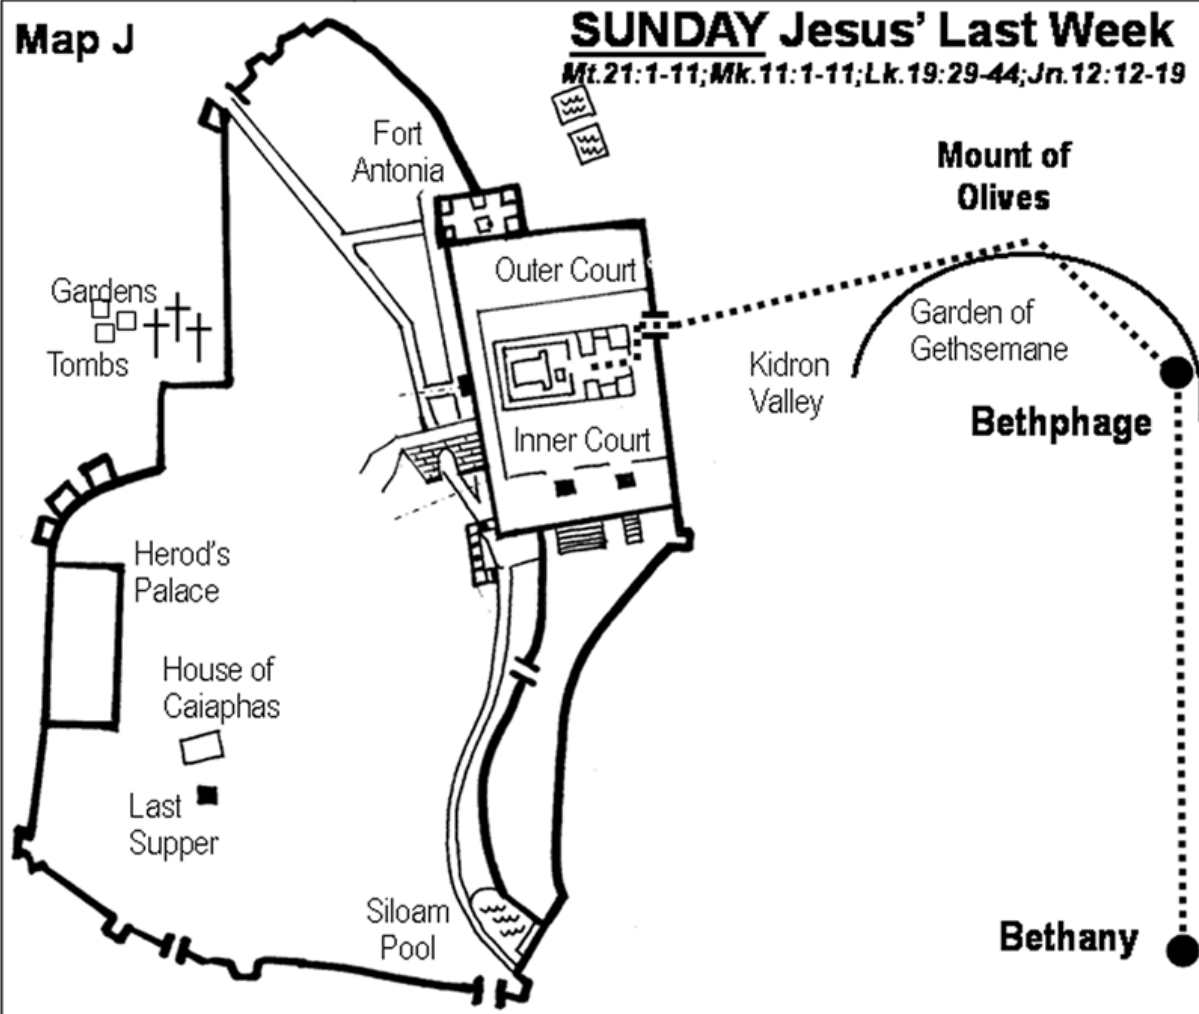 Map J
SUNDAY Jesus' Last Week
Mt.21:1-11;Mk.11:1-11;Lk.19:29-44;Jn.12:12-19
Fort
Antonia
Mount of
Olives
Outer Court
Gardens
Tombs
Garden of
Gethsemane
Kidron
Valley
Bethphage
Inner Court
Herod's
Palace
House of
Caiaphas
Last
Supper
Siloam
Pool
Bethany